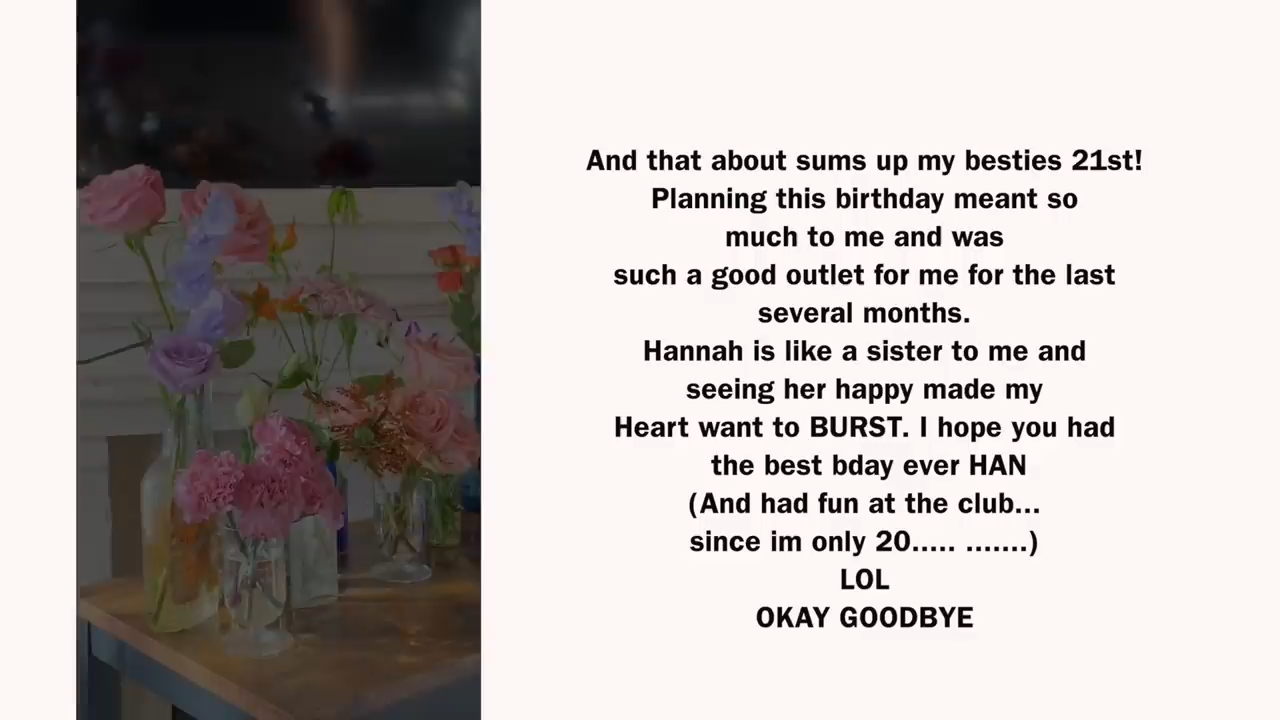 And that about sums up my besties 21st!
Planning this birthday meant so
much to me and was
such a good outlet for me for the last
several months.
Hannah is like a sister to me and
seeing her happy made my
Heart want to BURST. I hope you had
the best bday ever HAN
(And had fun at the club...
since im only 20..... .......)
LOL
OKAY GOODBYE